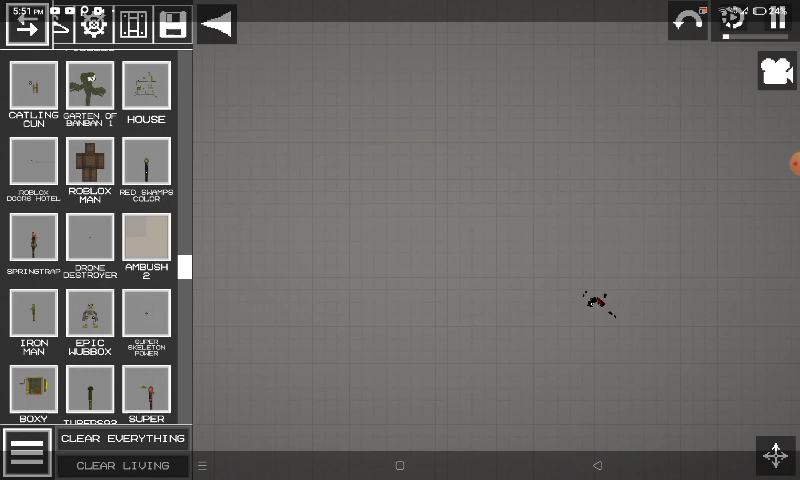 5:51 PM
24%
CATLING
GUN
GARTEN OF
BANBAN 1
HOUSE
ROBLOX
DOORS HOTEL
ROBLOX
MAN
RED SWAMPS
COLOR
SPRINGTRAP
DRONE
DESTROYER
AMBUSH
2
IRON
MAN
EPIC
WUBBOX
SUPER
SKELETON
POWER
BOXY
SUPER
CLEAR EVERYTHING
CLEAR LIVING